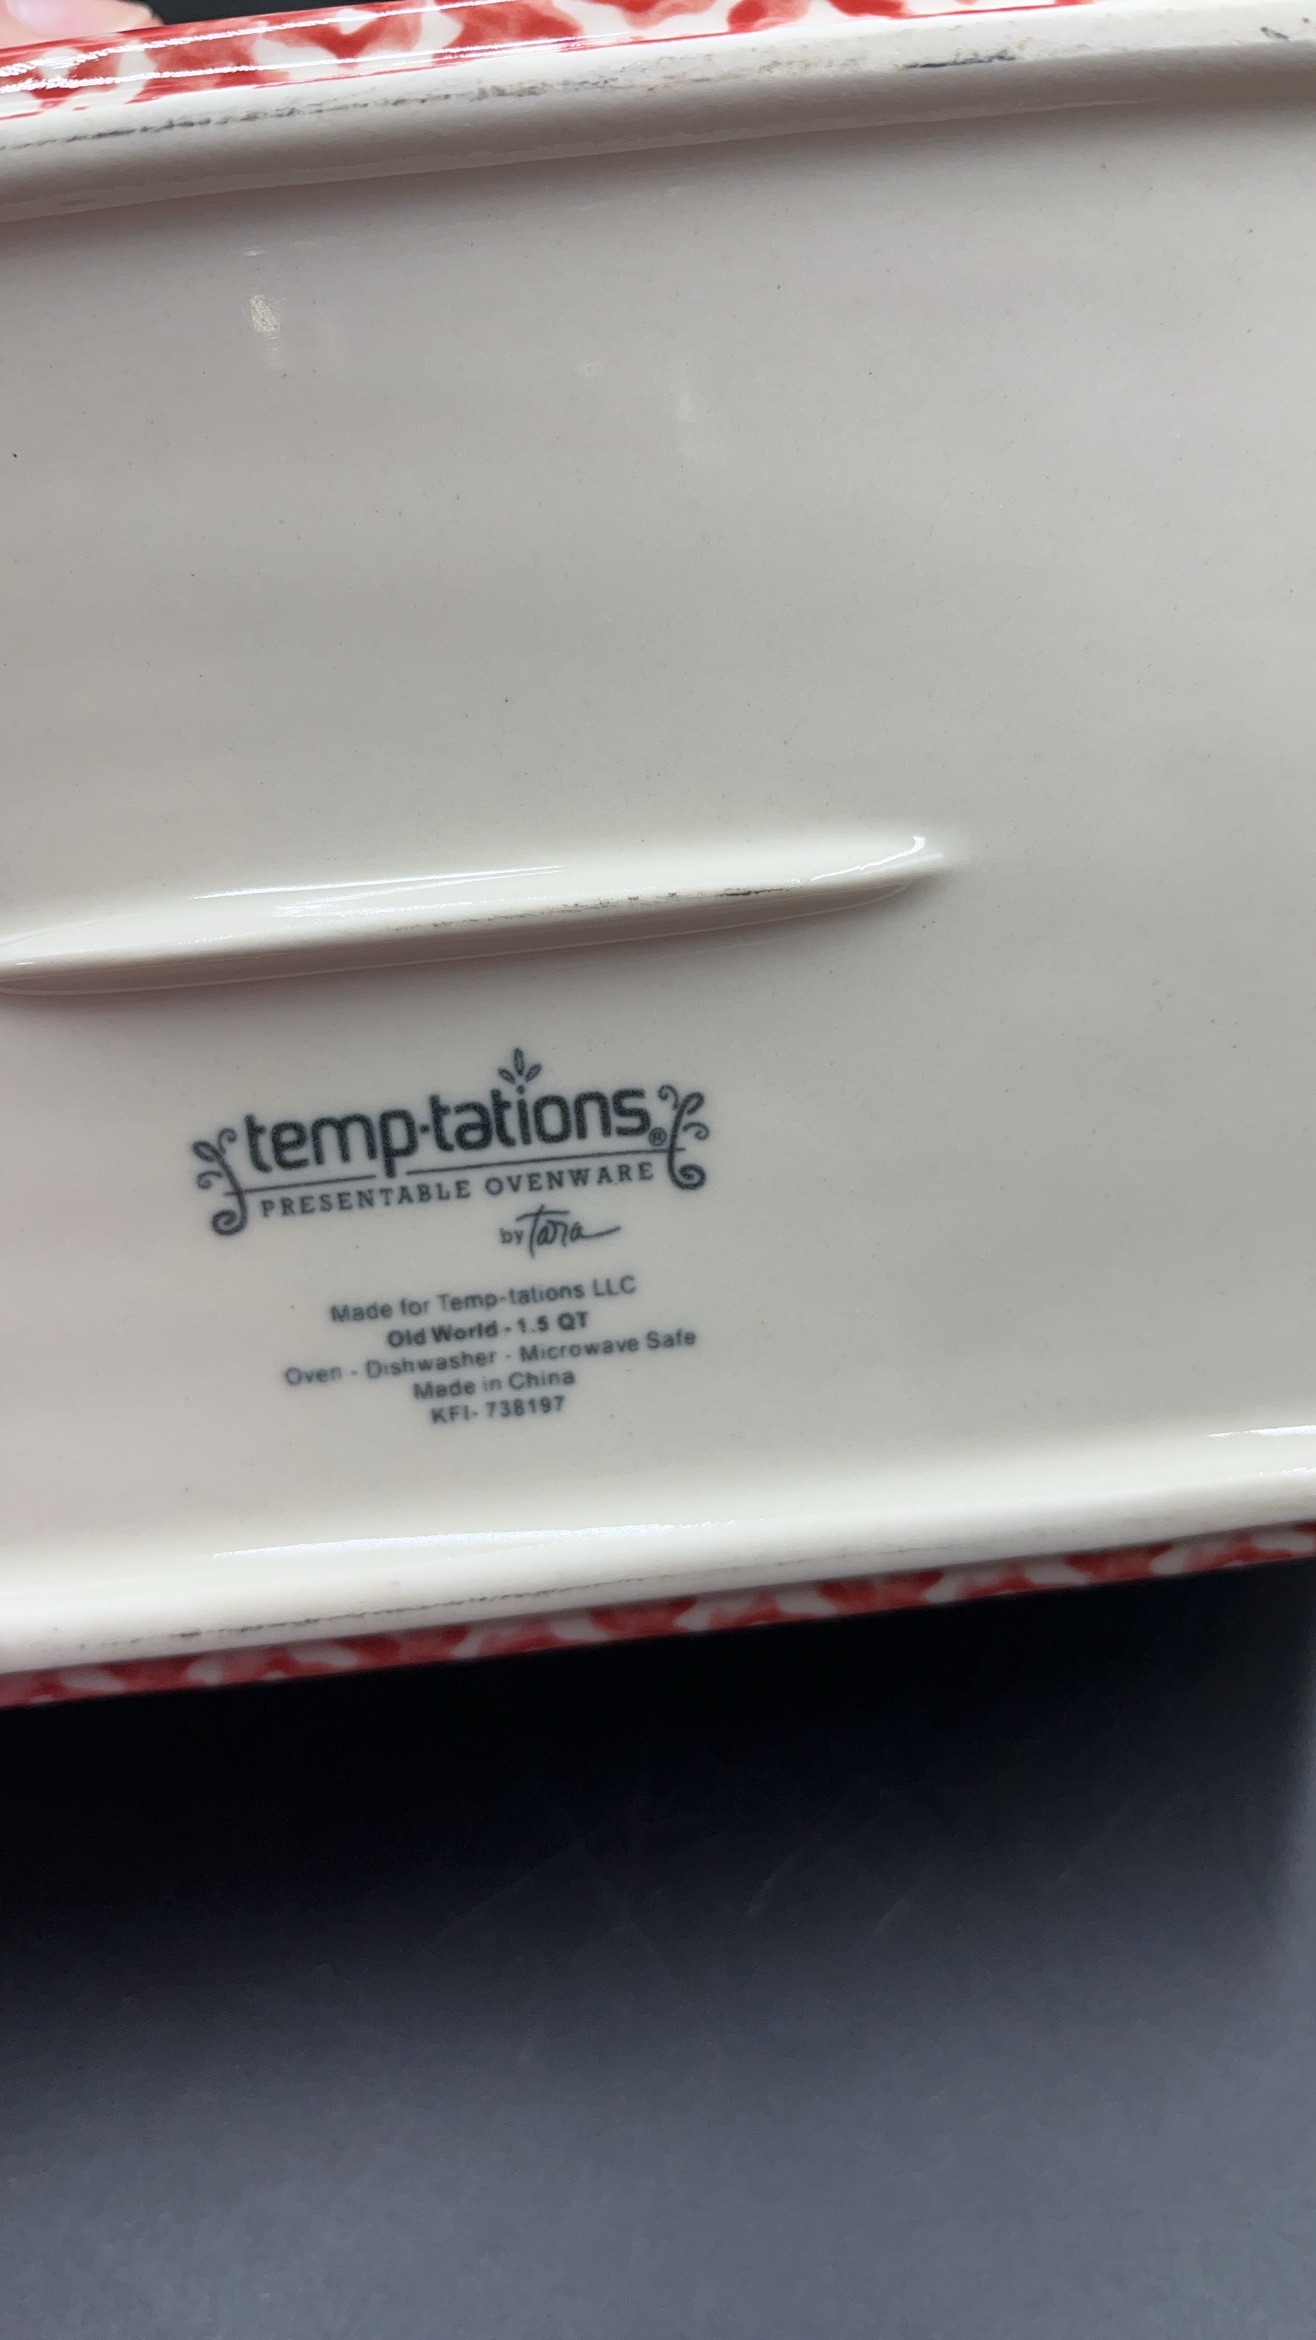 temp-tations®
PRESENTABLE OVENWARE
by Tara
Made for Temp-tations LLC
Old World - 1.5 QT
Oven - Dishwasher - Microwave Safe
Made in China
KFI- 738197